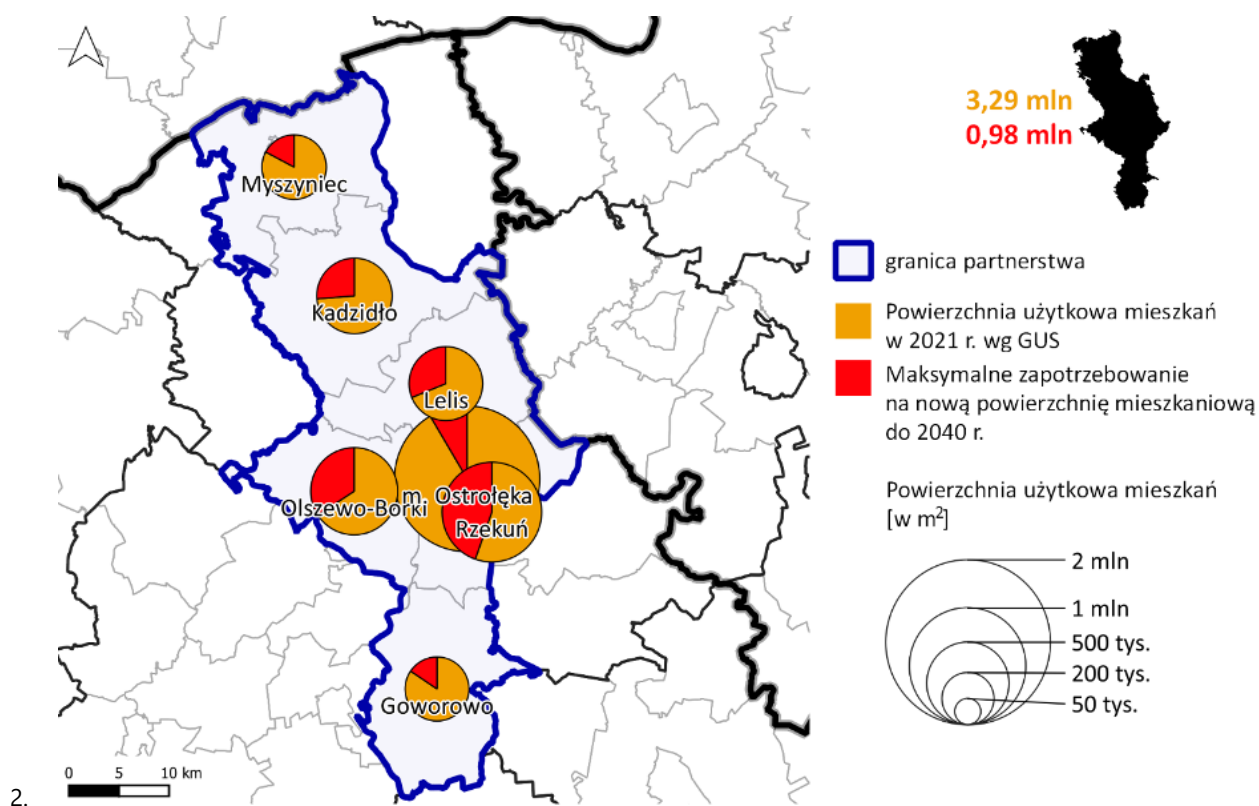 3,29 mln
0,98 mln
Myszyniec
Kadzidło
Lelis
Olszewo-Borki
m. Ostrołęka
Rzekuń
Goworowo
granica partnerstwa
Powierzchnia użytkowa mieszkań
w 2021 r. wg GUS
Maksymalne zapotrzebowanie
na nową powierzchnię mieszkaniową
do 2040 r.
Powierzchnia użytkowa mieszkań
[w m²]
2 mln
1 mln
500 tys.
200 tys.
50 tys.
0 5 10 km
2.